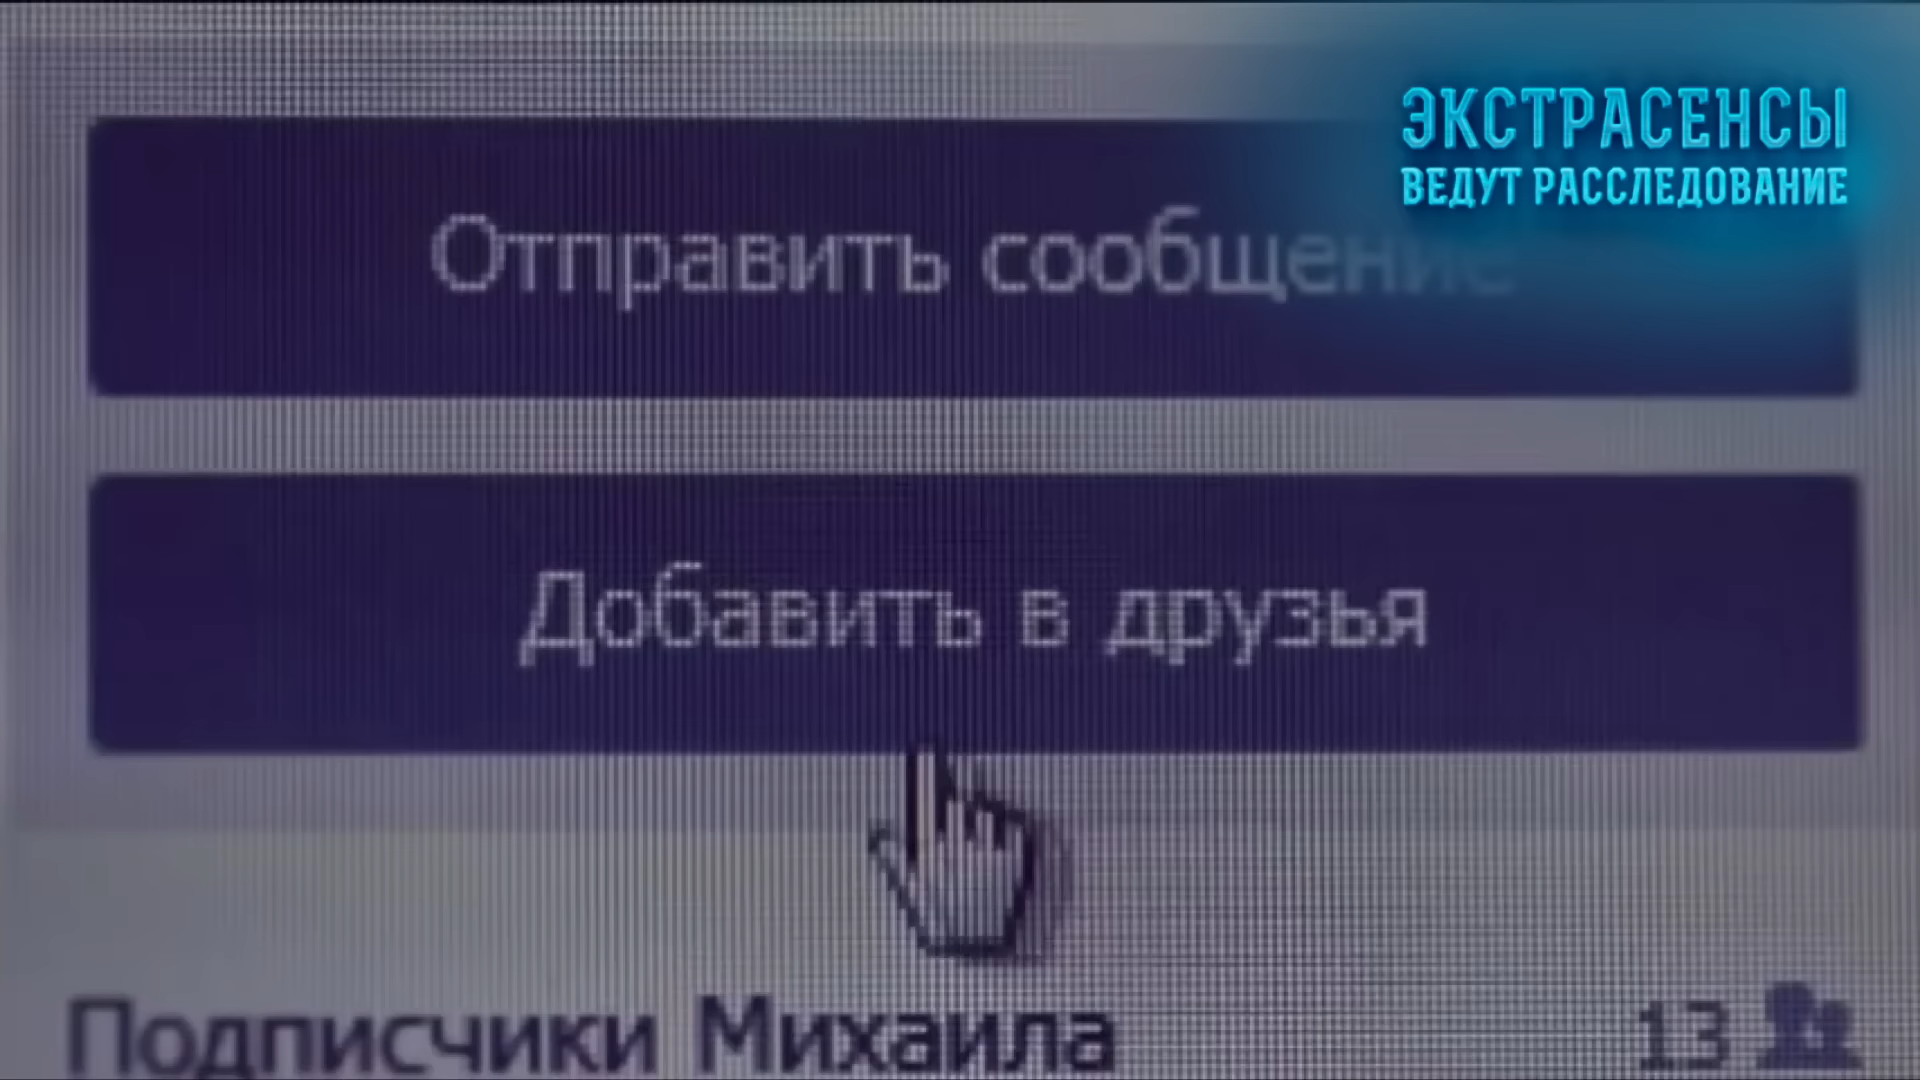 ЭКСТРАСЕНСЫ
ВЕДУТ РАССЛЕДОВАНИЕ
Отправить сообщение
Добавить в друзья
Подписчики Михаила 13